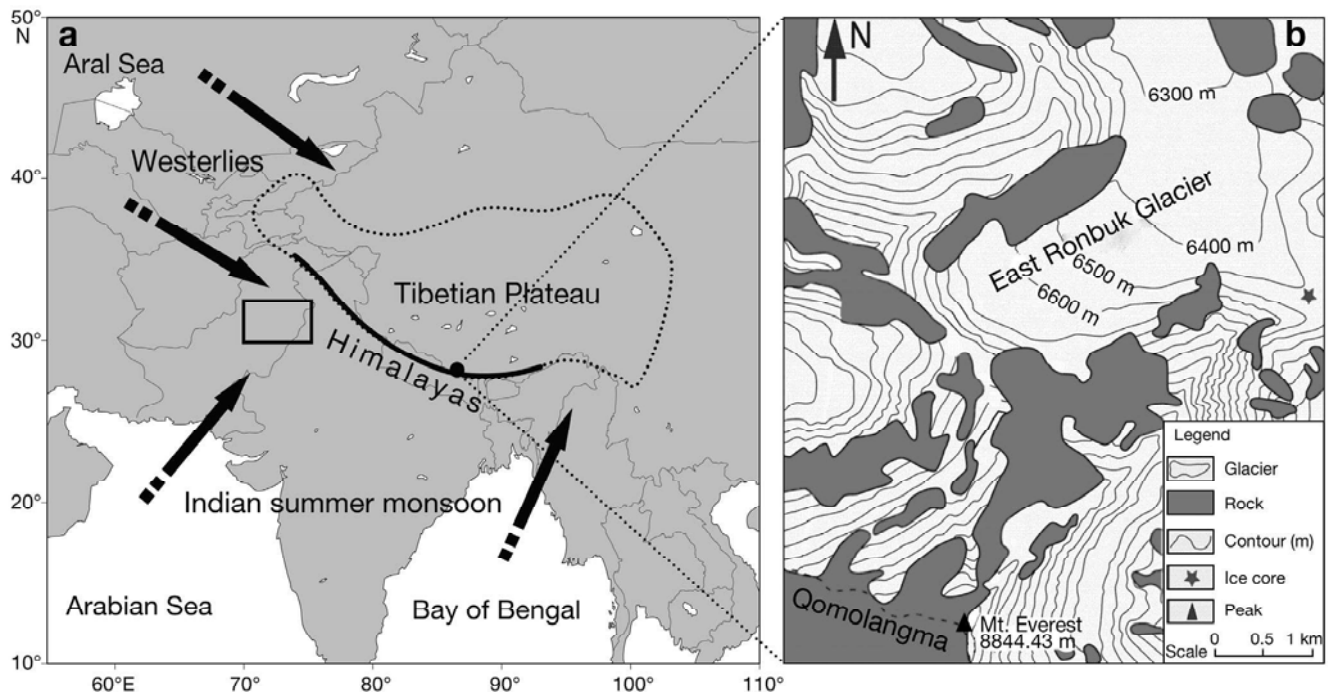 50°
N
a
Aral Sea
Westerlies
40°
30°
Tibetian Plateau
Himalayas
20°
Indian summer monsoon
Arabian Sea
Bay of Bengal
10°
60°E
70°
80°
90°
100°
110°
b
N
6300 m
East Ronbuk Glacier
6400 m
6500 m
6600 m
Qomolangma
Mt. Everest
8844.43 m
Legend
Glacier
Rock
Contour (m)
Ice core
Peak
Scale
0 0.5 1 km